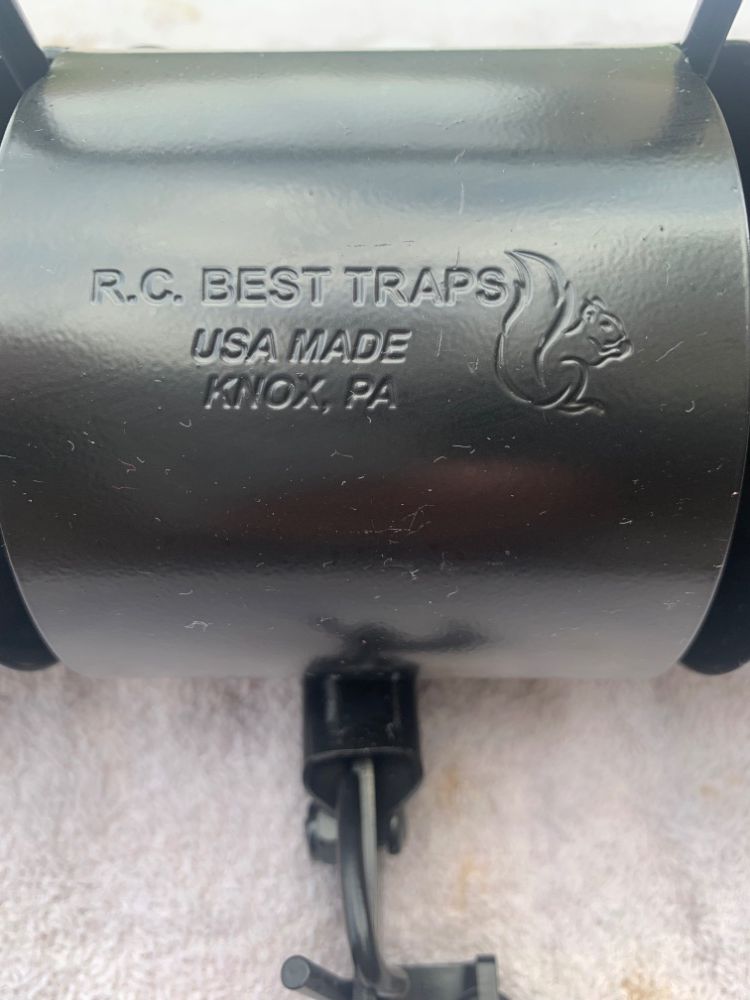 R.C. BEST TRAPS
USA MADE
KNOX, PA